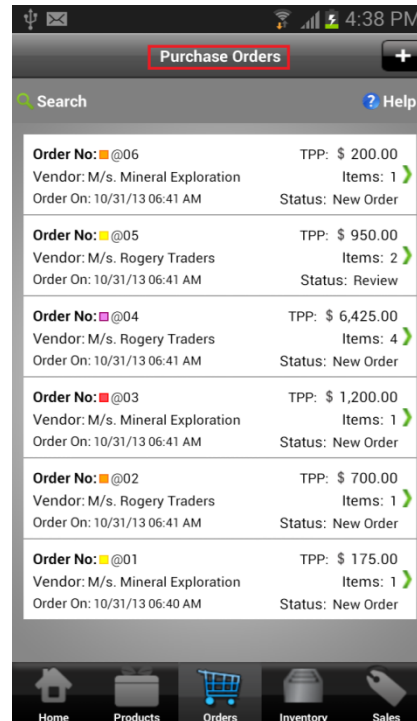 4:38 PM
Purchase Orders +
Search ? Help
Order No: @06 TPP: $ 200.00
Vendor: M/s. Mineral Exploration Items: 1
Order On: 10/31/13 06:41 AM Status: New Order
Order No: @05 TPP: $ 950.00
Vendor: M/s. Rogery Traders Items: 2
Order On: 10/31/13 06:41 AM Status: Review
Order No: @04 TPP: $ 6,425.00
Vendor: M/s. Rogery Traders Items: 4
Order On: 10/31/13 06:41 AM Status: New Order
Order No: @03 TPP: $ 1,200.00
Vendor: M/s. Mineral Exploration Items: 1
Order On: 10/31/13 06:41 AM Status: New Order
Order No: @02 TPP: $ 700.00
Vendor: M/s. Rogery Traders Items: 1
Order On: 10/31/13 06:41 AM Status: New Order
Order No: @01 TPP: $ 175.00
Vendor: M/s. Mineral Exploration Items: 1
Order On: 10/31/13 06:40 AM Status: New Order
Home Products Orders Inventory Sales